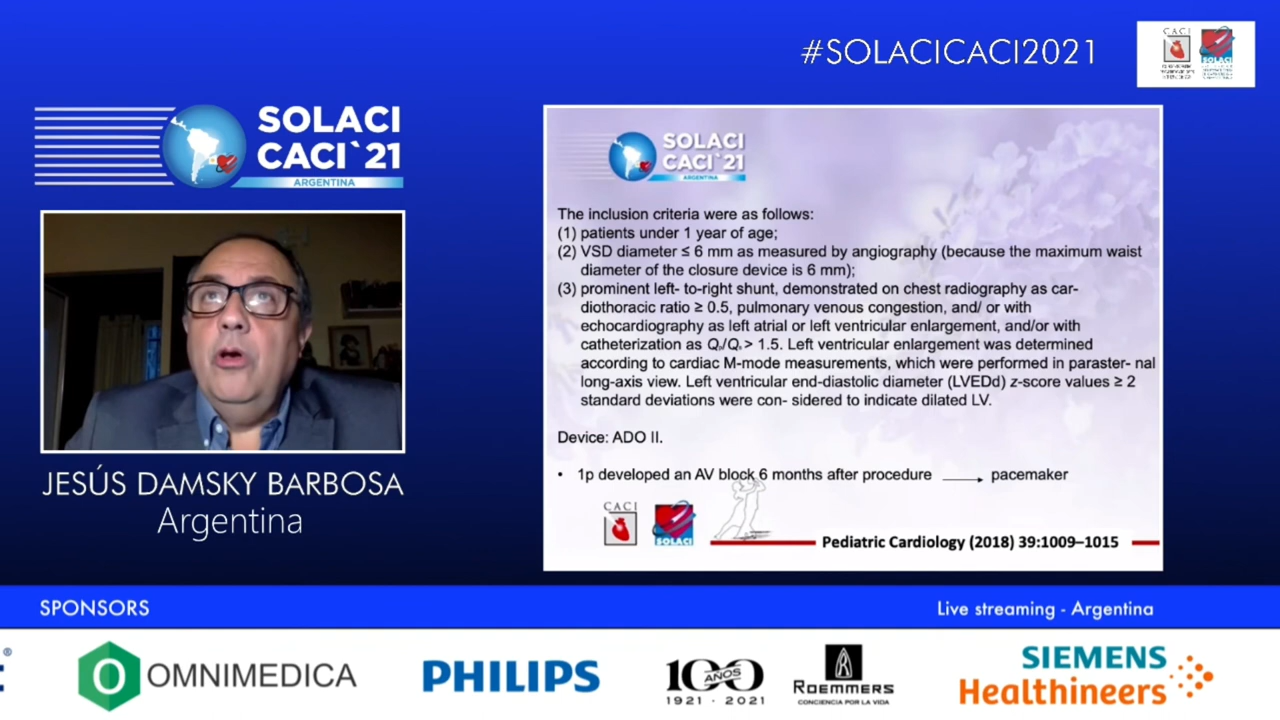 #SOLACICACI2021
CACI
SOLACI
SOLACI
CACI`21
ARGENTINA
JESÚS DAMSKY BARBOSA
Argentina
SOLACI
CACI`21
ARGENTINA
The inclusion criteria were as follows:
(1) patients under 1 year of age;
(2) VSD diameter ≤ 6 mm as measured by angiography (because the maximum waist
diameter of the closure device is 6 mm);
(3) prominent left- to-right shunt, demonstrated on chest radiography as car-
diothoracic ratio ≥ 0.5, pulmonary venous congestion, and/ or with
echocardiography as left atrial or left ventricular enlargement, and/or with
catheterization as Qp/Qs > 1.5. Left ventricular enlargement was determined
according to cardiac M-mode measurements, which were performed in paraster- nal
long-axis view. Left ventricular end-diastolic diameter (LVEDd) z-score values ≥ 2
standard deviations were con- sidered to indicate dilated LV.
Device: ADO II.
• 1p developed an AV block 6 months after procedure pacemaker
CACI
SOLACI
Pediatric Cardiology (2018) 39:1009–1015
SPONSORS
Live streaming - Argentina
®
OMNIMEDICA
PHILIPS
100 AÑOS
1921 · 2021
ROEMMERS
CONCIENCIA POR LA VIDA
SIEMENS
Healthineers